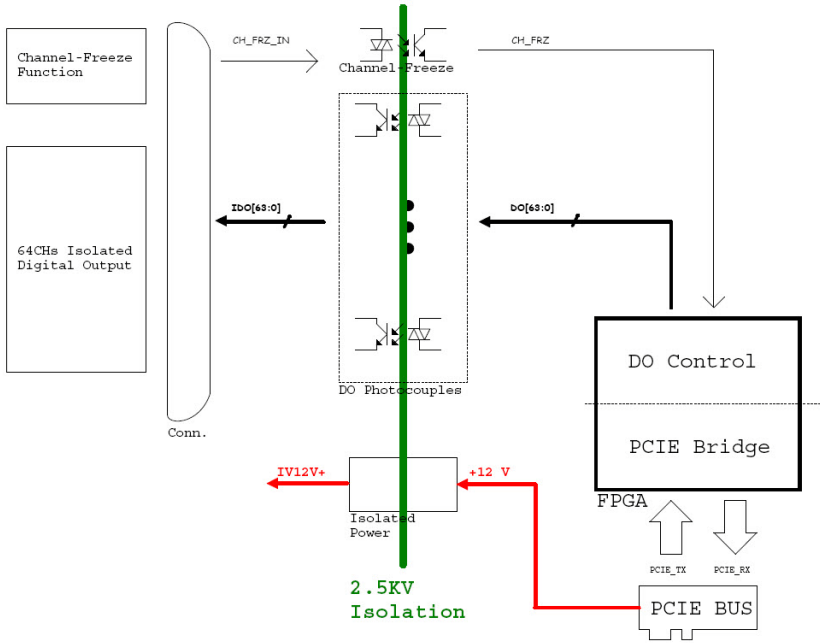 Channel-Freeze
Function
CH_FRZ_IN
CH_FRZ
Channel-Freeze
64CHs Isolated
Digital Output
IDO[63:0]
DO[63:0]
DO Photocouples
Conn.
DO Control
PCIE Bridge
FPGA
IV12V+
+12 V
Isolated
Power
PCIE_TX
PCIE_RX
PCIE BUS
2.5KV
Isolation